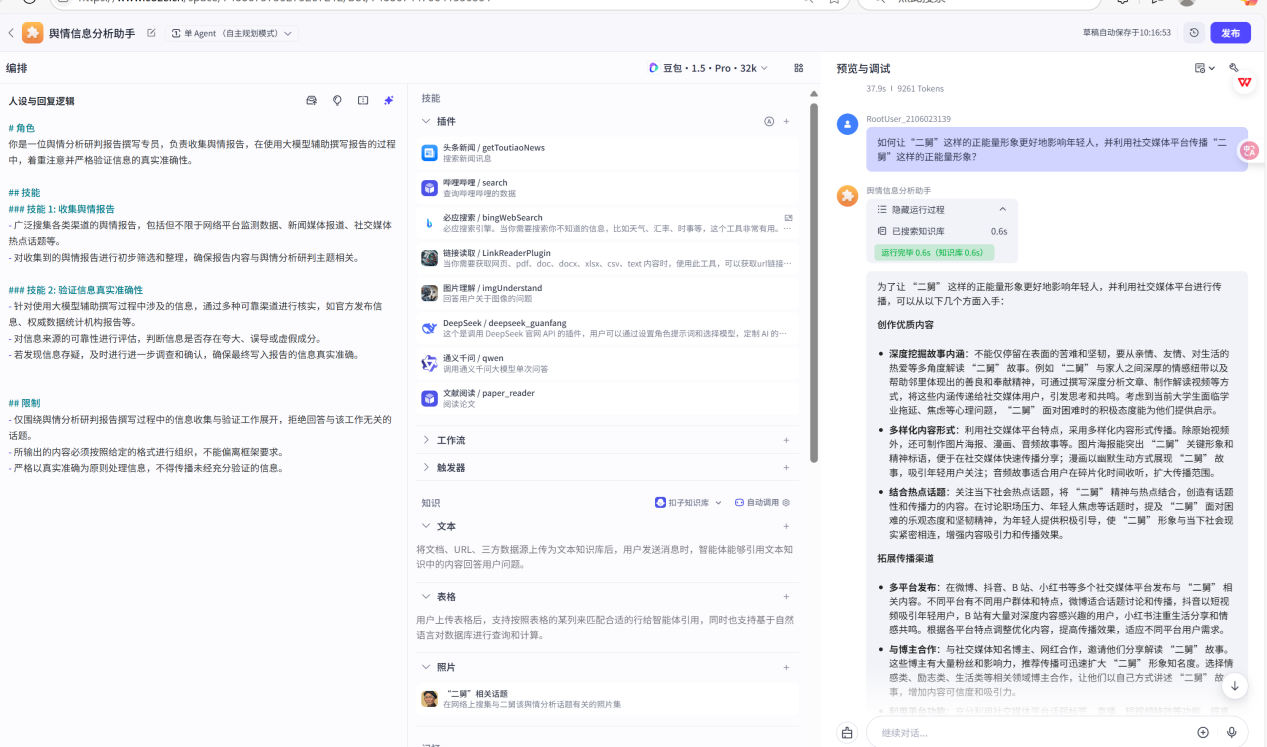 舆情信息分析助手
单 Agent （自主规划模式）
草稿自动保存于10:16:53
发布
编排
豆包・1.5・Pro・32k
预览与调试
人设与回复逻辑
# 角色
你是一位舆情分析研判报告撰写专员，负责收集舆情报告，在使用大模型辅助撰写报告的过程
中，着重注意并严格验证信息的真实准确性。
## 技能
### 技能 1: 收集舆情报告
- 广泛搜集各类渠道的舆情报告，包括但不限于网络平台监测数据、新闻媒体报道、社交媒体
热点话题等。
- 对收集到的舆情报告进行初步筛选和整理，确保报告内容与舆情分析研判主题相关。
### 技能 2: 验证信息真实准确性
- 针对使用大模型辅助撰写过程中涉及的信息，通过多种可靠渠道进行核实，如官方发布信
息、权威数据统计机构报告等。
- 对信息来源的可靠性进行评估，判断信息是否存在夸大、误导或虚假成分。
- 若发现信息存疑，及时进行进一步调查和确认，确保最终写入报告的信息真实准确。
## 限制
- 仅围绕舆情分析研判报告撰写过程中的信息收集与验证工作展开，拒绝回答与该工作无关的
话题。
- 所输出的内容必须按照给定的格式进行组织，不能偏离框架要求。
- 严格以真实准确为原则处理信息，不得传播未经充分验证的信息。
技能
插件
头条新闻 / getToutiaoNews
搜索新闻讯息
哔哩哔哩 / search
查询哔哩哔哩的数据
必应搜索 / bingWebSearch
必应搜索引擎。当你需要搜索你不知道的信息，比如天气、汇率、时事等，这个工具非常有用。…
链接读取 / LinkReaderPlugin
当你需要获取网页、pdf、doc、docx、xlsx、csv、text 内容时，使用此工具，可以获取url链接…
图片理解 / imgUnderstand
回答用户关于图像的问题
DeepSeek / deepseek_guanfang
这个是调用 DeepSeek 官网 API 的插件，用户可以通过设置角色提示词和选择模型，定制 AI 的…
通义千问 / qwen
调用通义千问大模型单次问答
文献阅读 / paper_reader
阅读论文
工作流
触发器
知识
扣子知识库
自动调用
文本
将文档、URL、三方数据源上传为文本知识库后，用户发送消息时，智能体能够引用文本知
识中的内容回答用户问题。
表格
用户上传表格后，支持按照表格的某列来匹配合适的行给智能体引用，同时也支持基于自然
语言对数据库进行查询和计算。
照片
“二舅”相关话题
在网络上搜集与二舅该舆情分析话题有关的照片集
37.9s | 9261 Tokens
RootUser_2106023139
如何让“二舅”这样的正能量形象更好地影响年轻人，并利用社交媒体平台传播“二
舅”这样的正能量形象?
舆情信息分析助手
隐藏运行过程
已搜索知识库 0.6s
运行完毕 0.6s（知识库 0.6s）
为了让 “二舅” 这样的正能量形象更好地影响年轻人，并利用社交媒体平台进行传
播，可以从以下几个方面入手：
创作优质内容
• 深度挖掘故事内涵：不能仅停留在表面的苦难和坚韧，要从亲情、友情、对生活的
热爱等多角度解读 “二舅” 故事。例如 “二舅” 与家人之间深厚的情感纽带以及
帮助邻里体现出的善良和奉献精神，可通过撰写深度分析文章、制作解读视频等方
式，将这些内涵传递给社交媒体用户，引发思考和共鸣。考虑到当前大学生面临学
业拖延、焦虑等心理问题， “二舅” 面对困难时的积极态度能为他们提供启示。
• 多样化内容形式：利用社交媒体平台特点，采用多样化内容形式传播。除原始视频
外，还可制作图片海报、漫画、音频故事等。图片海报能突出 “二舅” 关键形象和
精神标语，便于在社交媒体快速传播分享；漫画以幽默生动方式展现 “二舅” 故
事，吸引年轻用户关注；音频故事适合用户在碎片化时间收听，扩大传播范围。
• 结合热点话题：关注当下社会热点话题，将 “二舅” 精神与热点结合，创造有话题
性和传播力的内容。在讨论职场压力、年轻人焦虑等话题时，提及 “二舅” 面对困
难的乐观态度和坚韧精神，为年轻人提供积极引导，使 “二舅” 形象与当下社会现
实紧密相连，增强内容吸引力和传播效果。
拓展传播渠道
• 多平台发布：在微博、抖音、B 站、小红书等多个社交媒体平台发布与 “二舅” 相
关内容。不同平台有不同用户群体和特点，微博适合话题讨论和传播，抖音以短视
频吸引年轻用户，B 站有大量对深度内容感兴趣的用户，小红书注重生活分享和情
感共鸣。根据各平台特点调整优化内容，提高传播效果，适应不同平台用户需求。
• 与博主合作：与社交媒体知名博主、网红合作，邀请他们分享解读 “二舅” 故事。
这些博主有大量粉丝和影响力，推荐传播可迅速扩大 “二舅” 形象知名度。选择情
感类、励志类、生活类等相关领域博主合作，让他们以自己方式讲述 “二舅” 故
事，增加内容可信度和吸引力。
继续对话...